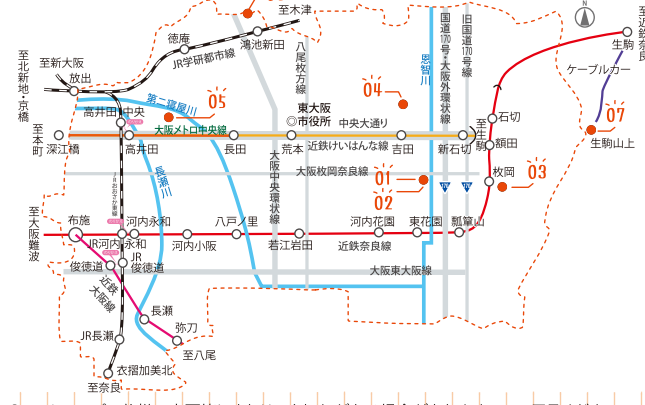 至木津
N
至近鉄奈良
徳庵
鴻池新田
JR学研都市線
八尾枚方線
国道170号・大阪外環状線
旧国道170号線
生駒
至新大阪
放出
至北新地・京橋
恩智川
ケーブルカー
第二寝屋川
05
04
07
高井田中央
東大阪
◎市役所
中央大通り
石切
至生駒
大阪メトロ中央線
至本町
深江橋
高井田
長田
荒本
近鉄けいはんな線
吉田
新石切
額田
生駒山上
JRおおさか東線
長瀬川
大阪中央環状線
大阪枚岡奈良線
01
02
枚岡
03
至大阪難波
布施
河内永和
八戸ノ里
河内花園
東花園
瓢簞山
JR河内永和
河内小阪
若江岩田
近鉄奈良線
俊徳道
JR
俊徳道
大阪東大阪線
近鉄
大阪線
長瀬
弥刀
JR長瀬
至八尾
衣摺加美北
至奈良